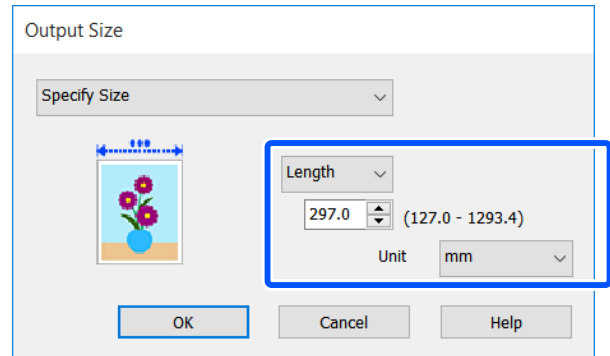 Output Size
Specify Size
Length
297.0 (127.0 - 1293.4)
Unit mm
OK Cancel Help